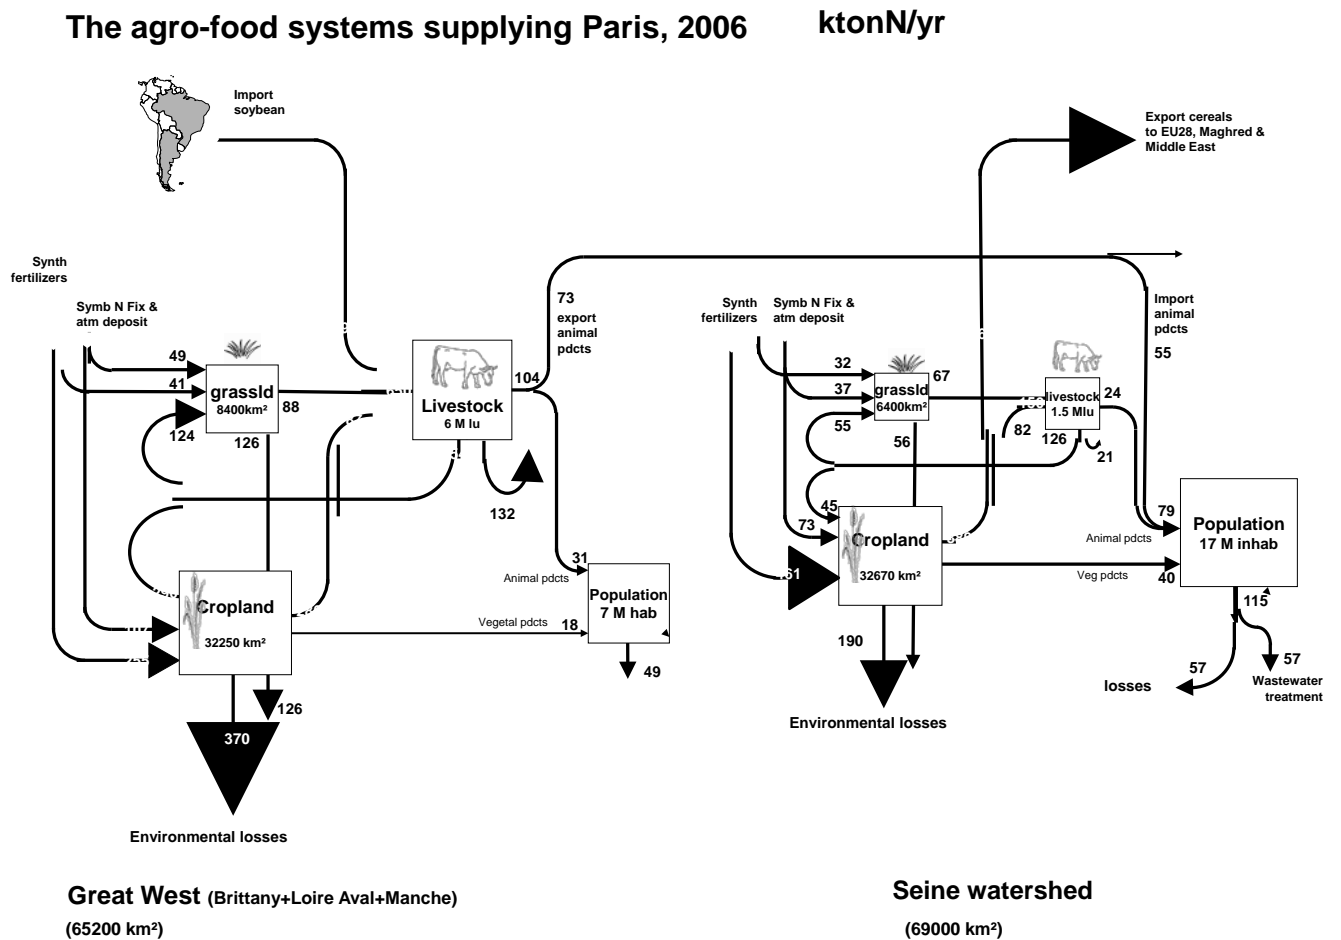 The agro-food systems supplying Paris, 2006
ktonN/yr
Import
soybean
Export cereals
to EU28, Maghred &
Middle East
Synth
fertilizers
Symb N Fix &
atm deposit
49
41
124
grassld
8400km²
88
126
Livestock
6 M lu
104
73
export
animal
pdcts
132
31
Animal pdcts
Population
7 M hab
Vegetal pdcts
18
49
Cropland
32250 km²
126
370
Environmental losses
Great West (Brittany+Loire Aval+Manche)
(65200 km²)
Synth
fertilizers
Symb N Fix &
atm deposit
32
37
55
grassld
6400km²
67
56
livestock
1.5 Mlu
24
82
126
21
Import
animal
pdcts
55
45
73
Cropland
32670 km²
190
Environmental losses
79
Animal pdcts
Population
17 M inhab
Veg pdcts
40
115
57
losses
57
Wastewater
treatment
Seine watershed
(69000 km²)